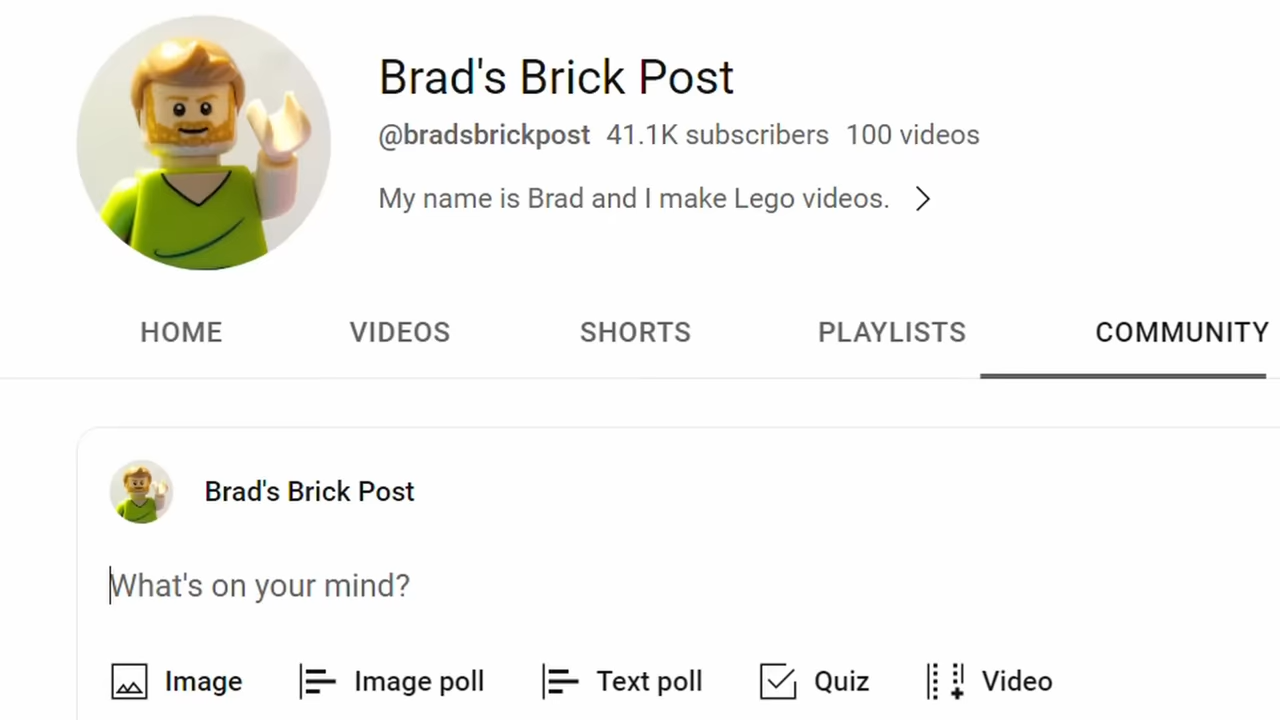 Brad's Brick Post
@bradsbrickpost 41.1K subscribers 100 videos
My name is Brad and I make Lego videos.
HOME VIDEOS SHORTS PLAYLISTS COMMUNITY
Brad's Brick Post
What's on your mind?
Image Image poll Text poll Quiz Video